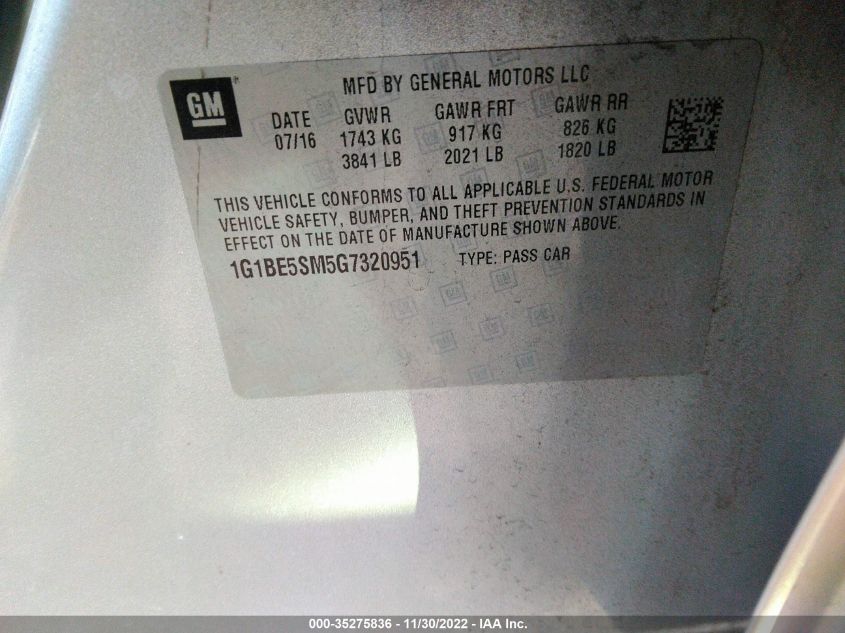 GM
MFD BY GENERAL MOTORS LLC
DATE GVWR GAWR FRT GAWR RR
07/16 1743 KG 917 KG 826 KG
3841 LB 2021 LB 1820 LB
THIS VEHICLE CONFORMS TO ALL APPLICABLE U.S. FEDERAL MOTOR
VEHICLE SAFETY, BUMPER, AND THEFT PREVENTION STANDARDS IN
EFFECT ON THE DATE OF MANUFACTURE SHOWN ABOVE.
1G1BE5SM5G7320951 TYPE: PASS CAR
000-35275836 - 11/30/2022 - IAA Inc.